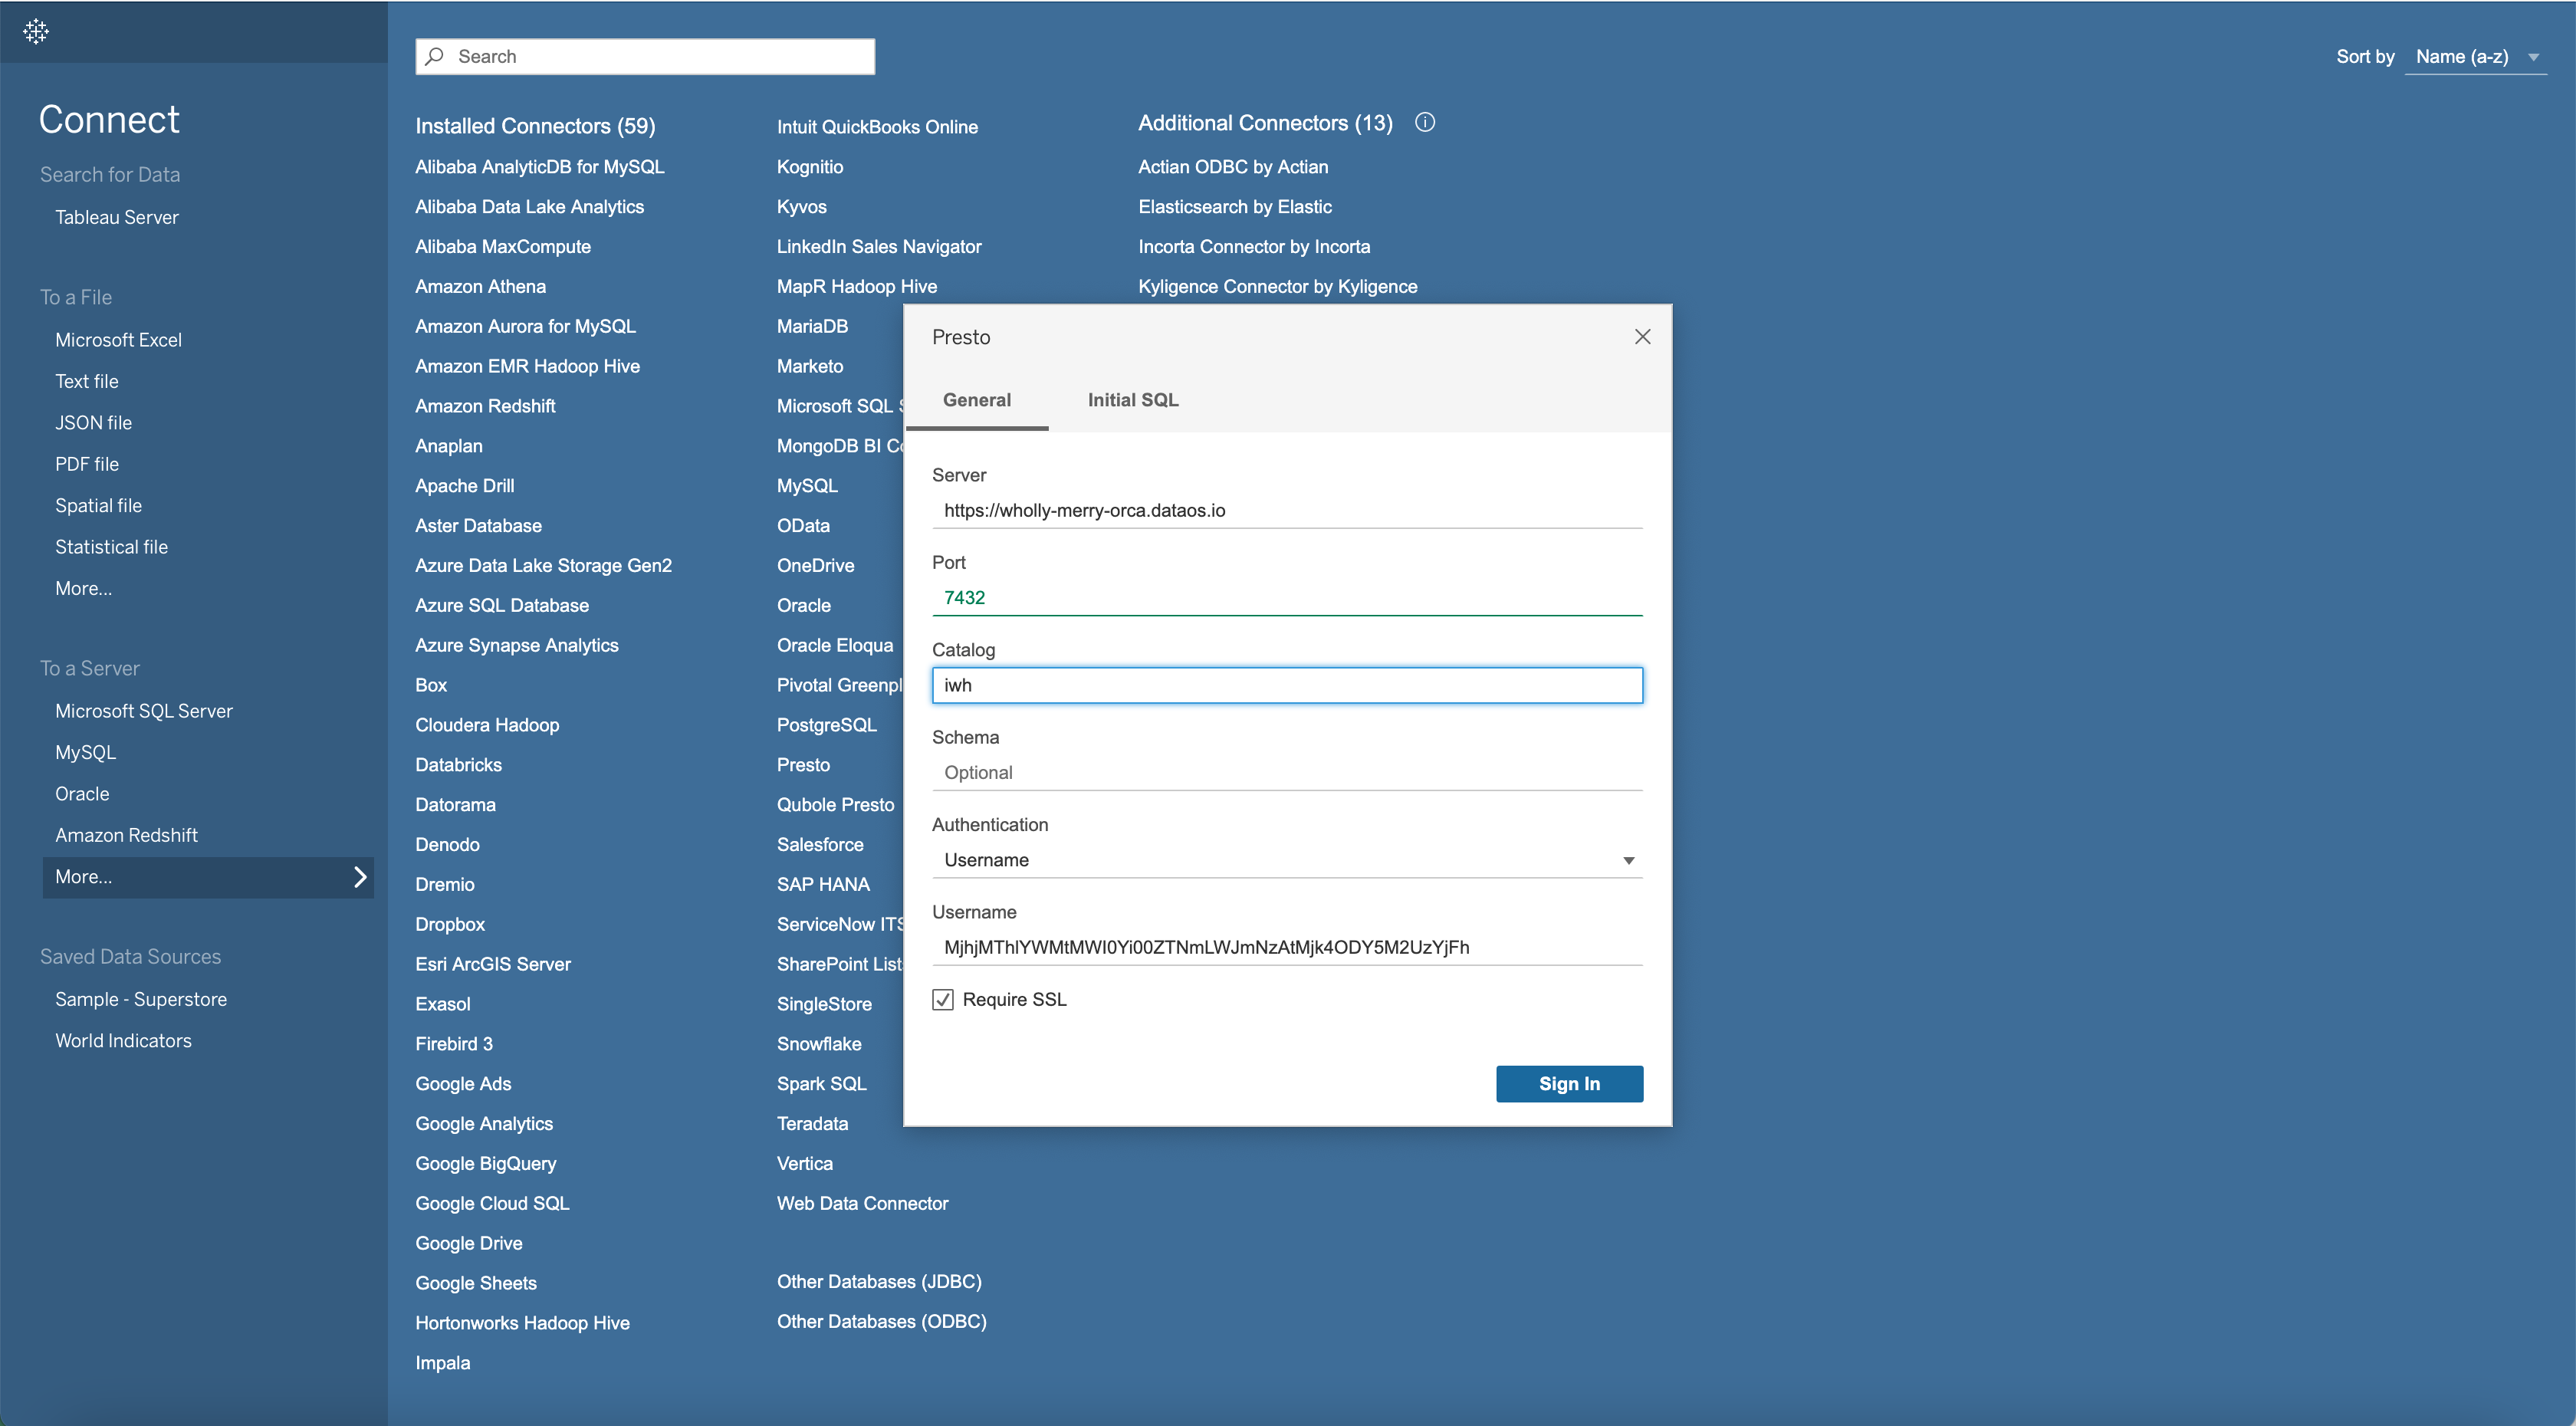 Search
Sort by Name (a-z)
Connect
Search for Data
Tableau Server
To a File
Microsoft Excel
Text file
JSON file
PDF file
Spatial file
Statistical file
More...
To a Server
Microsoft SQL Server
MySQL
Oracle
Amazon Redshift
More...
Saved Data Sources
Sample - Superstore
World Indicators
Installed Connectors (59)
Alibaba AnalyticDB for MySQL
Alibaba Data Lake Analytics
Alibaba MaxCompute
Amazon Athena
Amazon Aurora for MySQL
Amazon EMR Hadoop Hive
Amazon Redshift
Anaplan
Apache Drill
Aster Database
Azure Data Lake Storage Gen2
Azure SQL Database
Azure Synapse Analytics
Box
Cloudera Hadoop
Databricks
Datorama
Denodo
Dremio
Dropbox
Esri ArcGIS Server
Exasol
Firebird 3
Google Ads
Google Analytics
Google BigQuery
Google Cloud SQL
Google Drive
Google Sheets
Hortonworks Hadoop Hive
Impala
Intuit QuickBooks Online
Kognitio
Kyvos
LinkedIn Sales Navigator
MapR Hadoop Hive
MariaDB
Marketo
Microsoft SQL
MongoDB BI
MySQL
OData
OneDrive
Oracle
Oracle Eloqua
Pivotal
PostgreSQL
Presto
Qubole Presto
Salesforce
SAP HANA
ServiceNow
SharePoint
SingleStore
Snowflake
Spark SQL
Teradata
Vertica
Web Data Connector
Other Databases (JDBC)
Other Databases (ODBC)
Additional Connectors (13)
Actian ODBC by Actian
Elasticsearch by Elastic
Incorta Connector by Incorta
Kyligence Connector by Kyligence
Presto
General Initial SQL
Server
https://wholly-merry-orca.dataos.io
Port
7432
Catalog
iwh
Schema
Optional
Authentication
Username
Username
Require SSL
Sign In